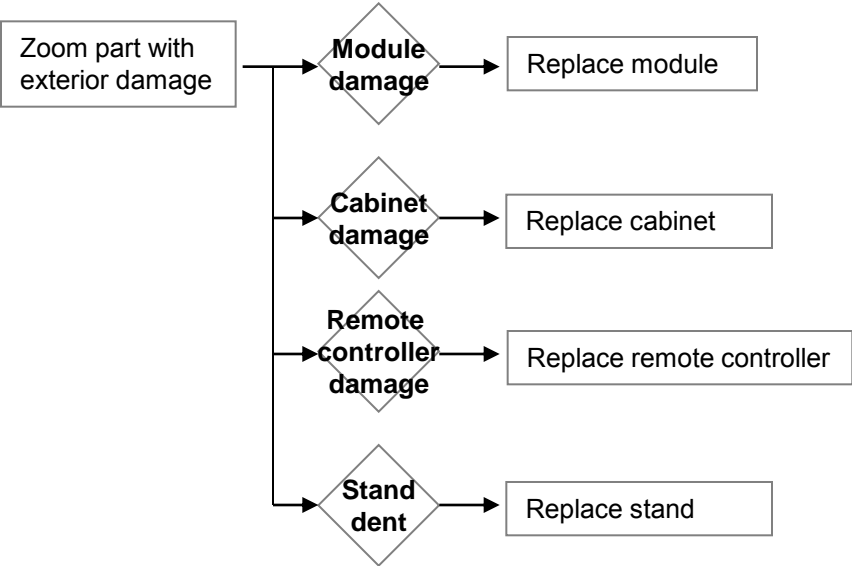 Zoom part with
exterior damage
Module
damage
Replace module
Cabinet
damage
Replace cabinet
Remote
controller
damage
Replace remote controller
Stand
dent
Replace stand